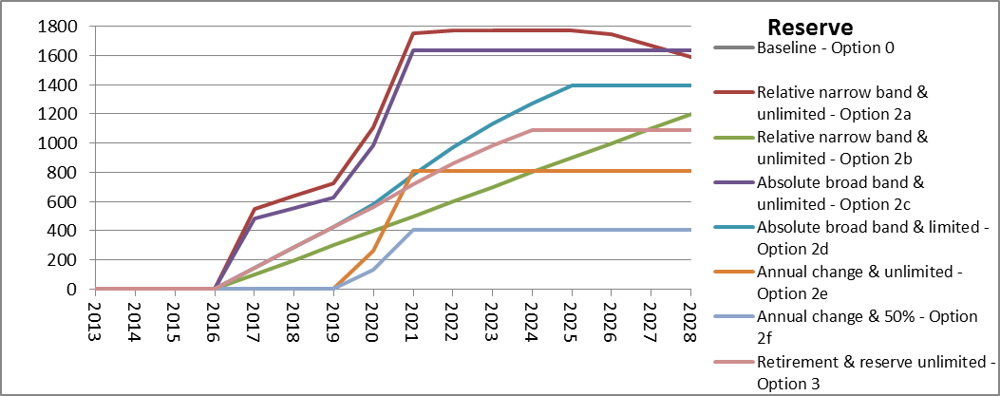 Reserve
1800
1600
1400
1200
1000
800
600
400
200
0
2013
2014
2015
2016
2017
2018
2019
2020
2021
2022
2023
2024
2025
2026
2027
2028
Baseline - Option 0
Relative narrow band &
unlimited - Option 2a
Relative narrow band &
unlimited - Option 2b
Absolute broad band &
unlimited - Option 2c
Absolute broad band & limited -
Option 2d
Annual change & unlimited -
Option 2e
Annual change & 50% - Option
2f
Retirement & reserve unlimited -
Option 3